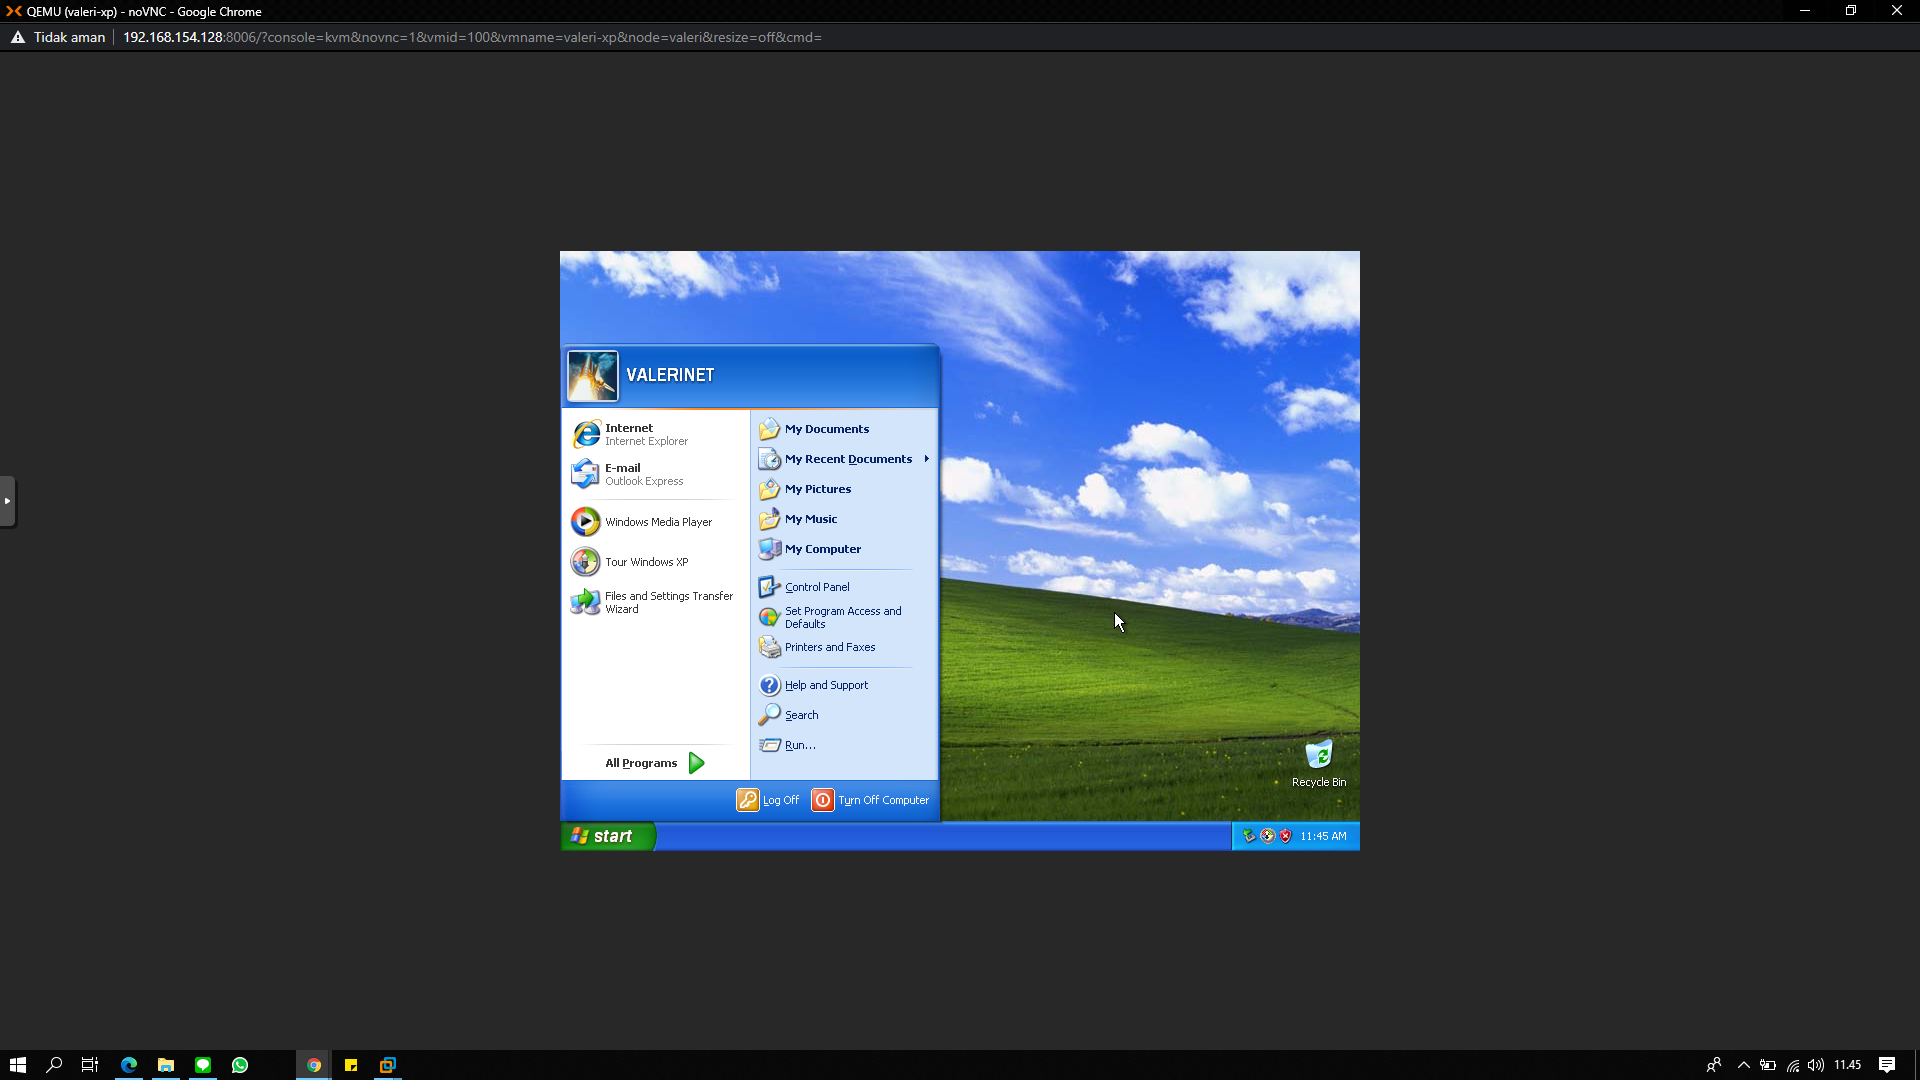 QEMU (valeri-xp) - noVNC - Google Chrome
Tidak aman
192.168.154.128:8006/?console=kvm&novnc=1&vmid=100&vmname=valeri-xp&node=valeri&resize=off&cmd=
VALERINET
Internet
Internet Explorer
E-mail
Outlook Express
Windows Media Player
Tour Windows XP
Files and Settings Transfer
Wizard
All Programs
My Documents
My Recent Documents
My Pictures
My Music
My Computer
Control Panel
Set Program Access and
Defaults
Printers and Faxes
Help and Support
Search
Run...
Log Off
Turn Off Computer
Recycle Bin
start
11:45 AM
11.45